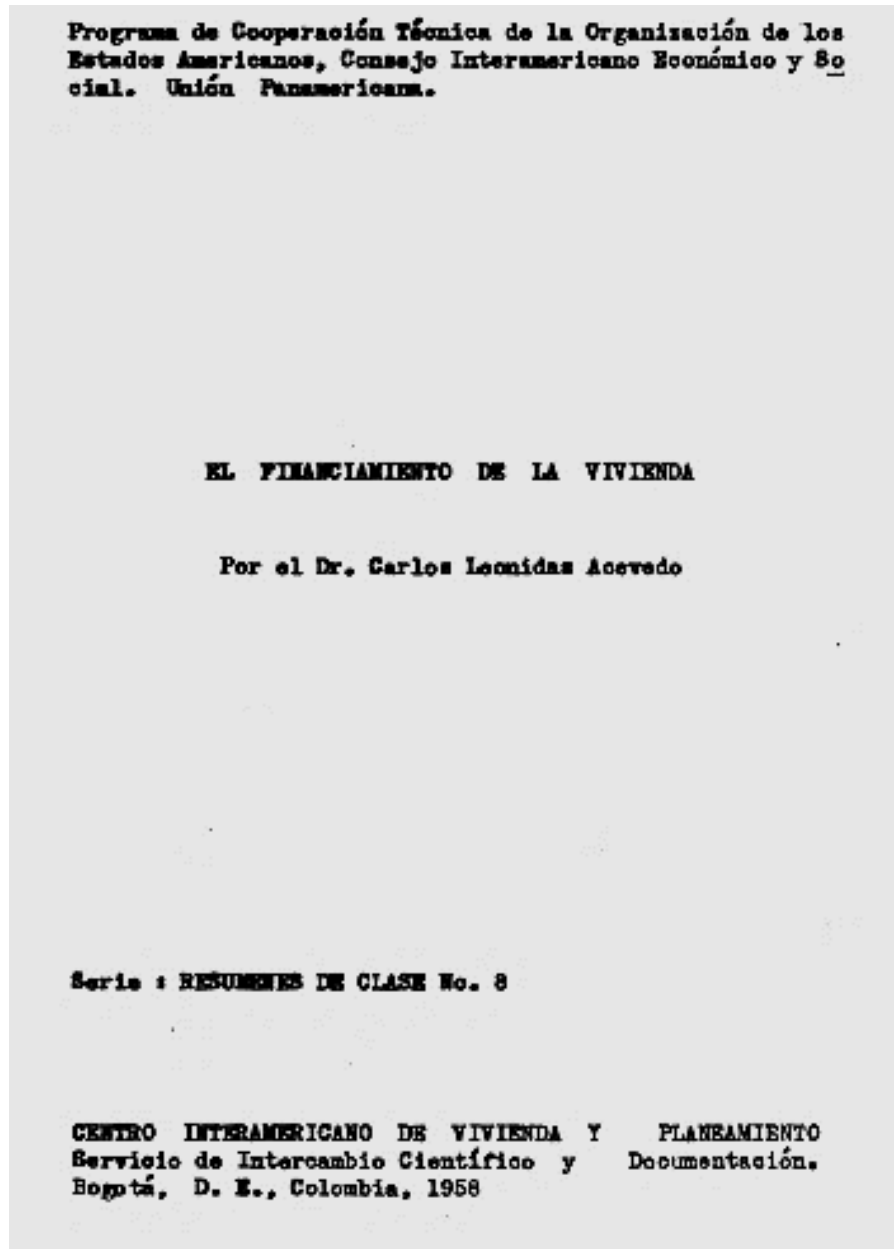 Programa de Cooperación Técnica de la Organización de los
Estados Americanos, Consejo Interamericano Económico y So
cial. Unión Panamericana.
EL FINANCIAMIENTO DE LA VIVIENDA
Por el Dr. Carlos Leonidas Acevedo
Serie : RESUMENES DE CLASE No. 8
CENTRO INTERAMERICANO DE VIVIENDA Y PLANEAMIENTO
Servicio de Intercambio Científico y Documentación.
Bogotá, D. E., Colombia, 1958